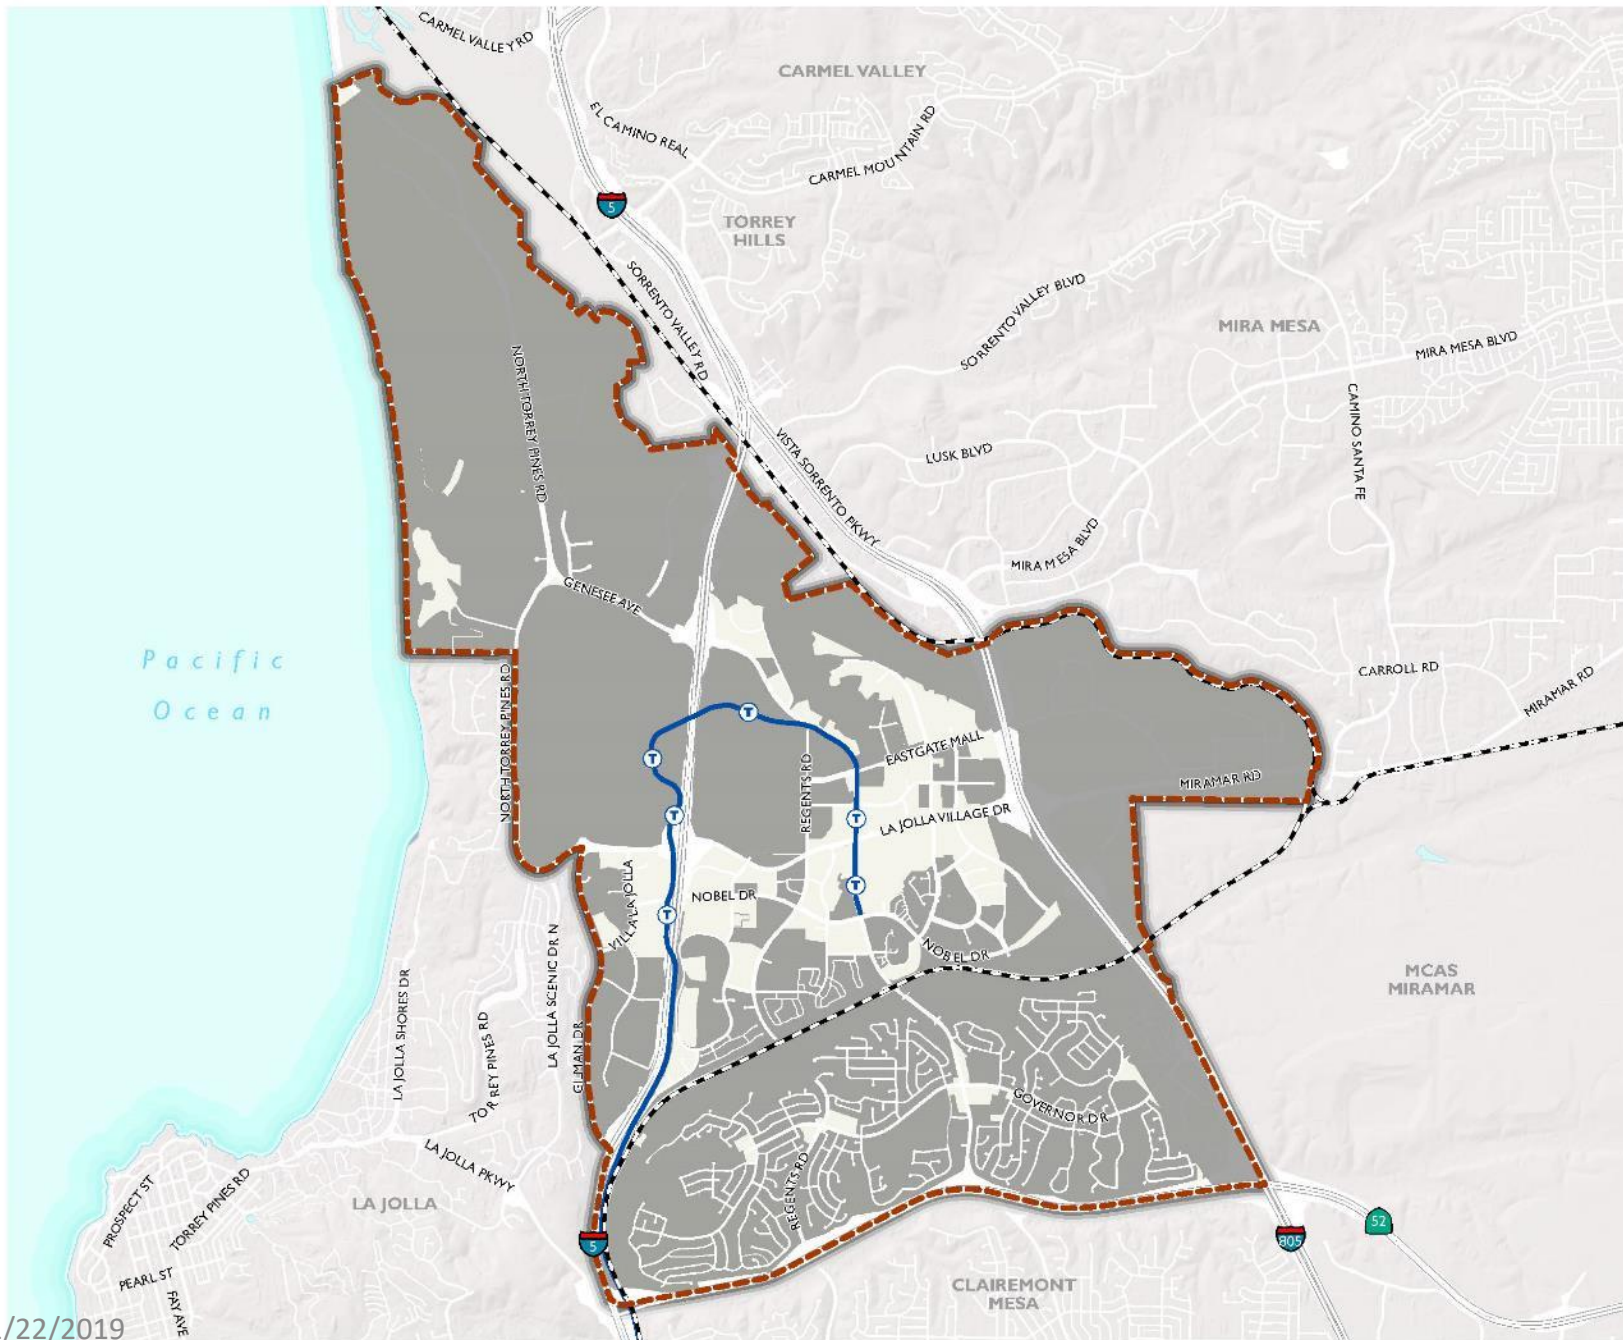 CARMEL VALLEY RD
CARMEL VALLEY
EL CAMINO REAL
CARMEL MOUNTAIN RD
5
TORREY
HILLS
SORRENTO VALLEY RD
SORRENTO VALLEY BLVD
MIRA MESA
MIRA MESA BLVD
NORTH TORREY PINES RD
CAMINO SANTA FE
VISTA SORRENTO PKWY
LUSK BLVD
MIRA MESA BLVD
GENESEE AVE
Pacific
Ocean
NORTH TORREY PINES RD
CARROLL RD
MIRAMAR RD
T
T
EASTGATE MALL
REGENTS RD
MIRAMAR RD
T
T
LA JOLLA VILLAGE DR
VILLA LA JOLLA
NOBEL DR
T
T
NOBEL DR
LA JOLLA SCENIC DR N
LA JOLLA SHORES DR
MCAS
MIRAMAR
TORREY PINES RD
GILMAN DR
GOVERNOR DR
LA JOLLA PKWY
REGENTS RD
PROSPECT ST
TORREY PINES RD
LA JOLLA
5
52
805
PEARL ST
FAY AVE
CLAIREMONT
MESA
/22/2019